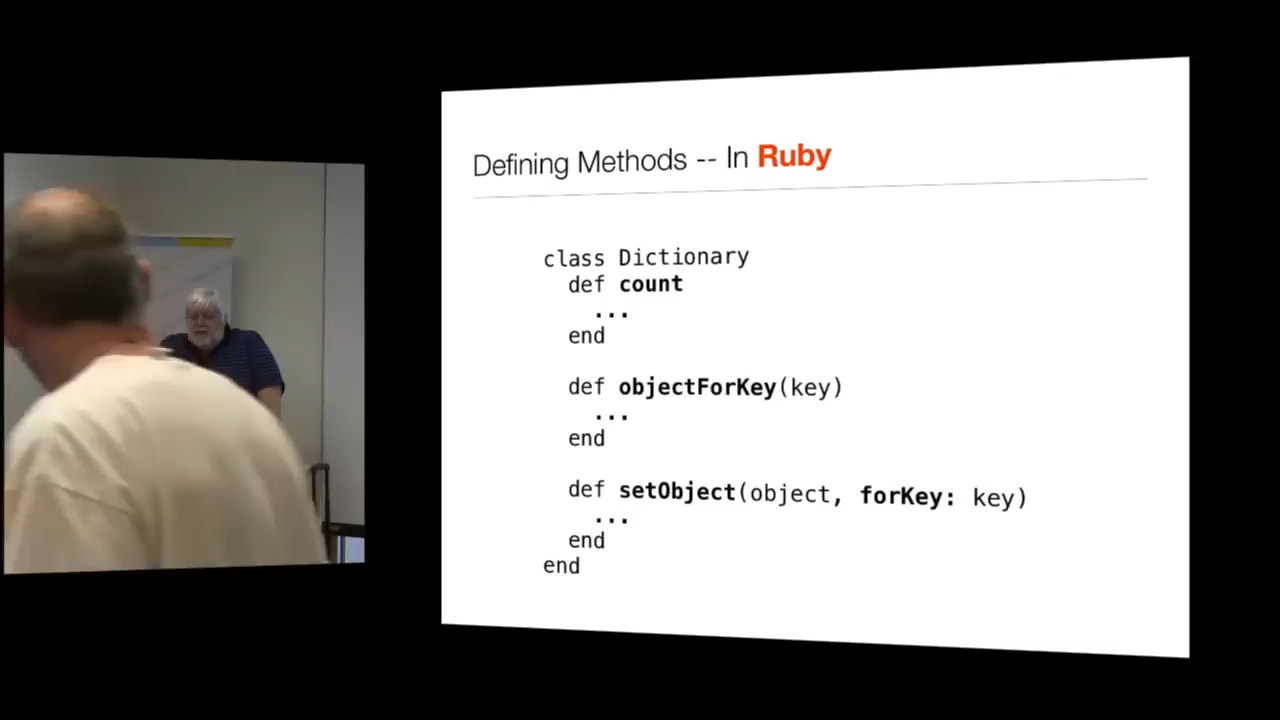 Defining Methods -- In Ruby
class Dictionary
def count
...
end
def objectForKey(key)
...
end
def setObject(object, forKey: key)
...
end
end